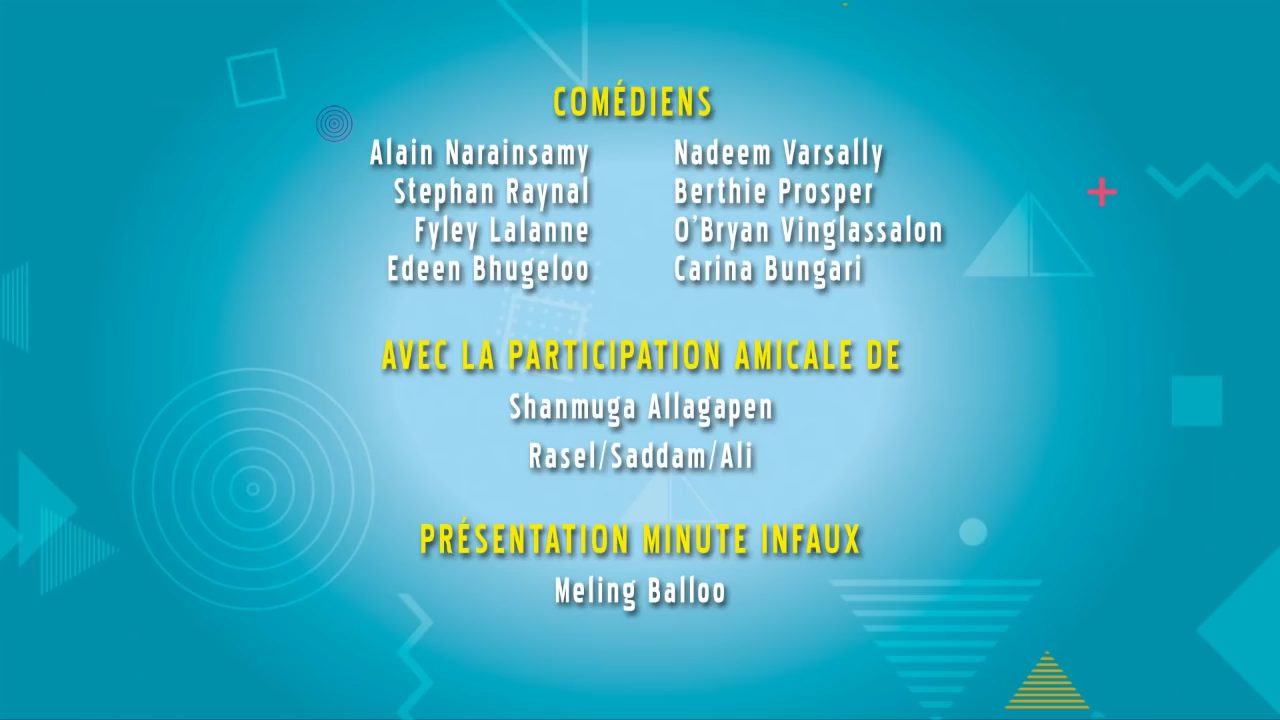 COMÉDIENS
Alain Narainsamy Nadeem Varsally
Stephan Raynal Berthie Prosper
Fyley Lalanne O'Bryan Vinglassalon
Edeen Bhugeloo Carina Bungari
AVEC LA PARTICIPATION AMICALE DE
Shanmuga Allagapen
Rasel/Saddam/Ali
PRÉSENTATION MINUTE INFAUX
Meling Balloo